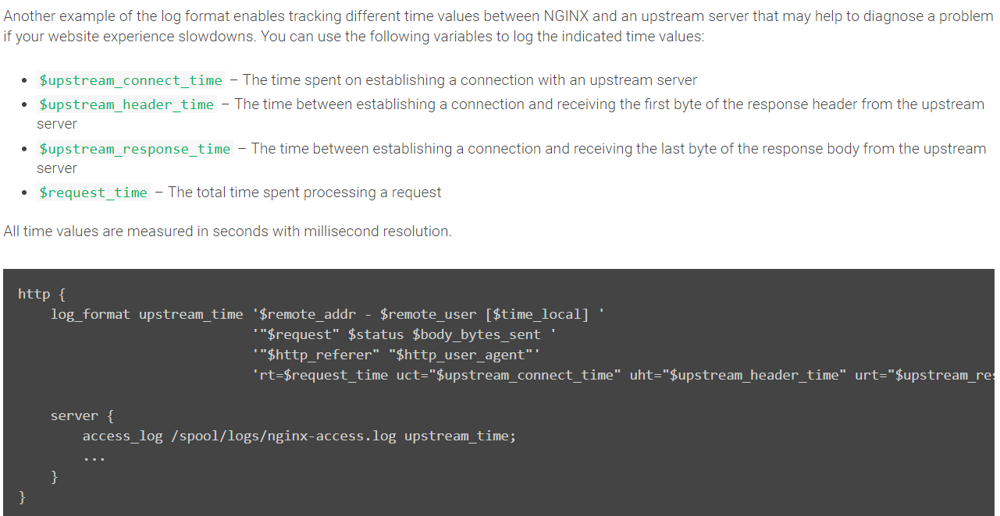 Another example of the log format enables tracking different time values between NGINX and an upstream server that may help to diagnose a problem
if your website experience slowdowns. You can use the following variables to log the indicated time values:
• $upstream_connect_time – The time spent on establishing a connection with an upstream server
• $upstream_header_time – The time between establishing a connection and receiving the first byte of the response header from the upstream
server
• $upstream_response_time – The time between establishing a connection and receiving the last byte of the response body from the upstream
server
• $request_time – The total time spent processing a request
All time values are measured in seconds with millisecond resolution.
http {
    log_format upstream_time '$remote_addr - $remote_user [$time_local] '
                             '"$request" $status $body_bytes_sent '
                             '"$http_referer" "$http_user_agent"'
                             'rt=$request_time uct="$upstream_connect_time" uht="$upstream_header_time" urt="$upstream_res
    server {
        access_log /spool/logs/nginx-access.log upstream_time;
        ...
    }
}